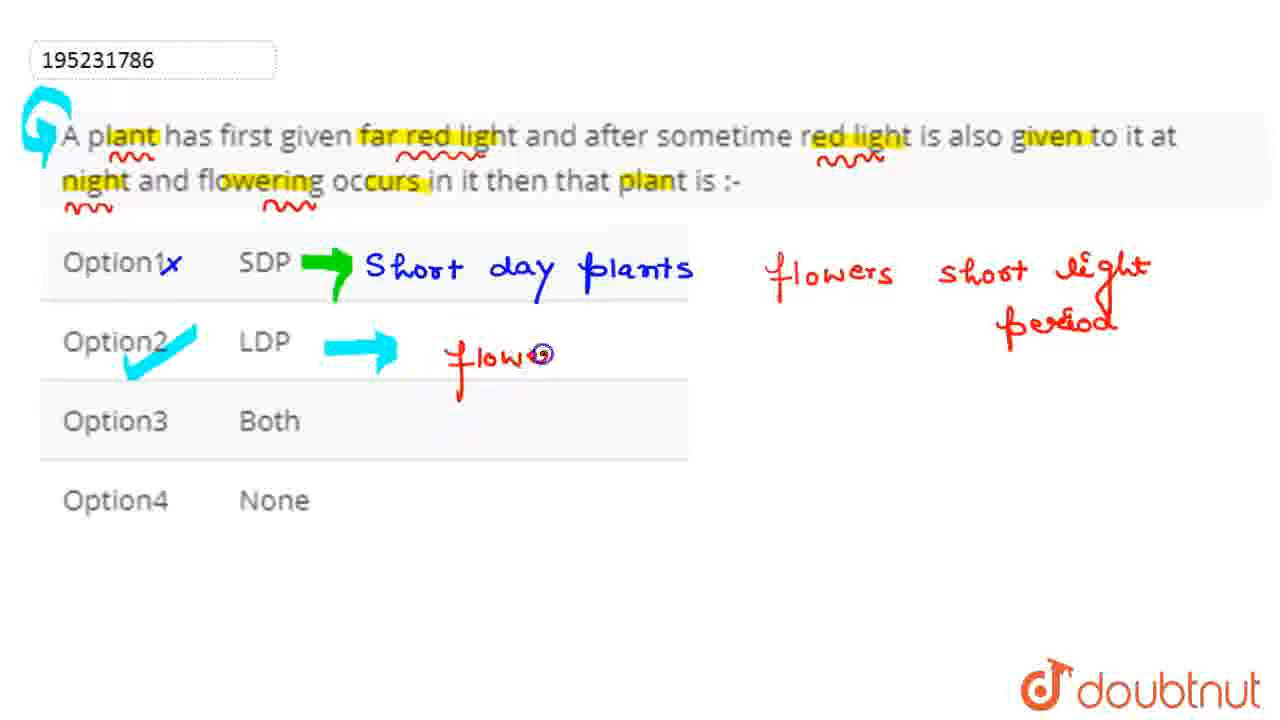 195231786
A plant has first given far red light and after sometime red light is also given to it at
night and flowering occurs in it then that plant is :-
Option1x SDP Short day plants flowers short light
period
Option2 LDP flowe
Option3 Both
Option4 None
doubtnut